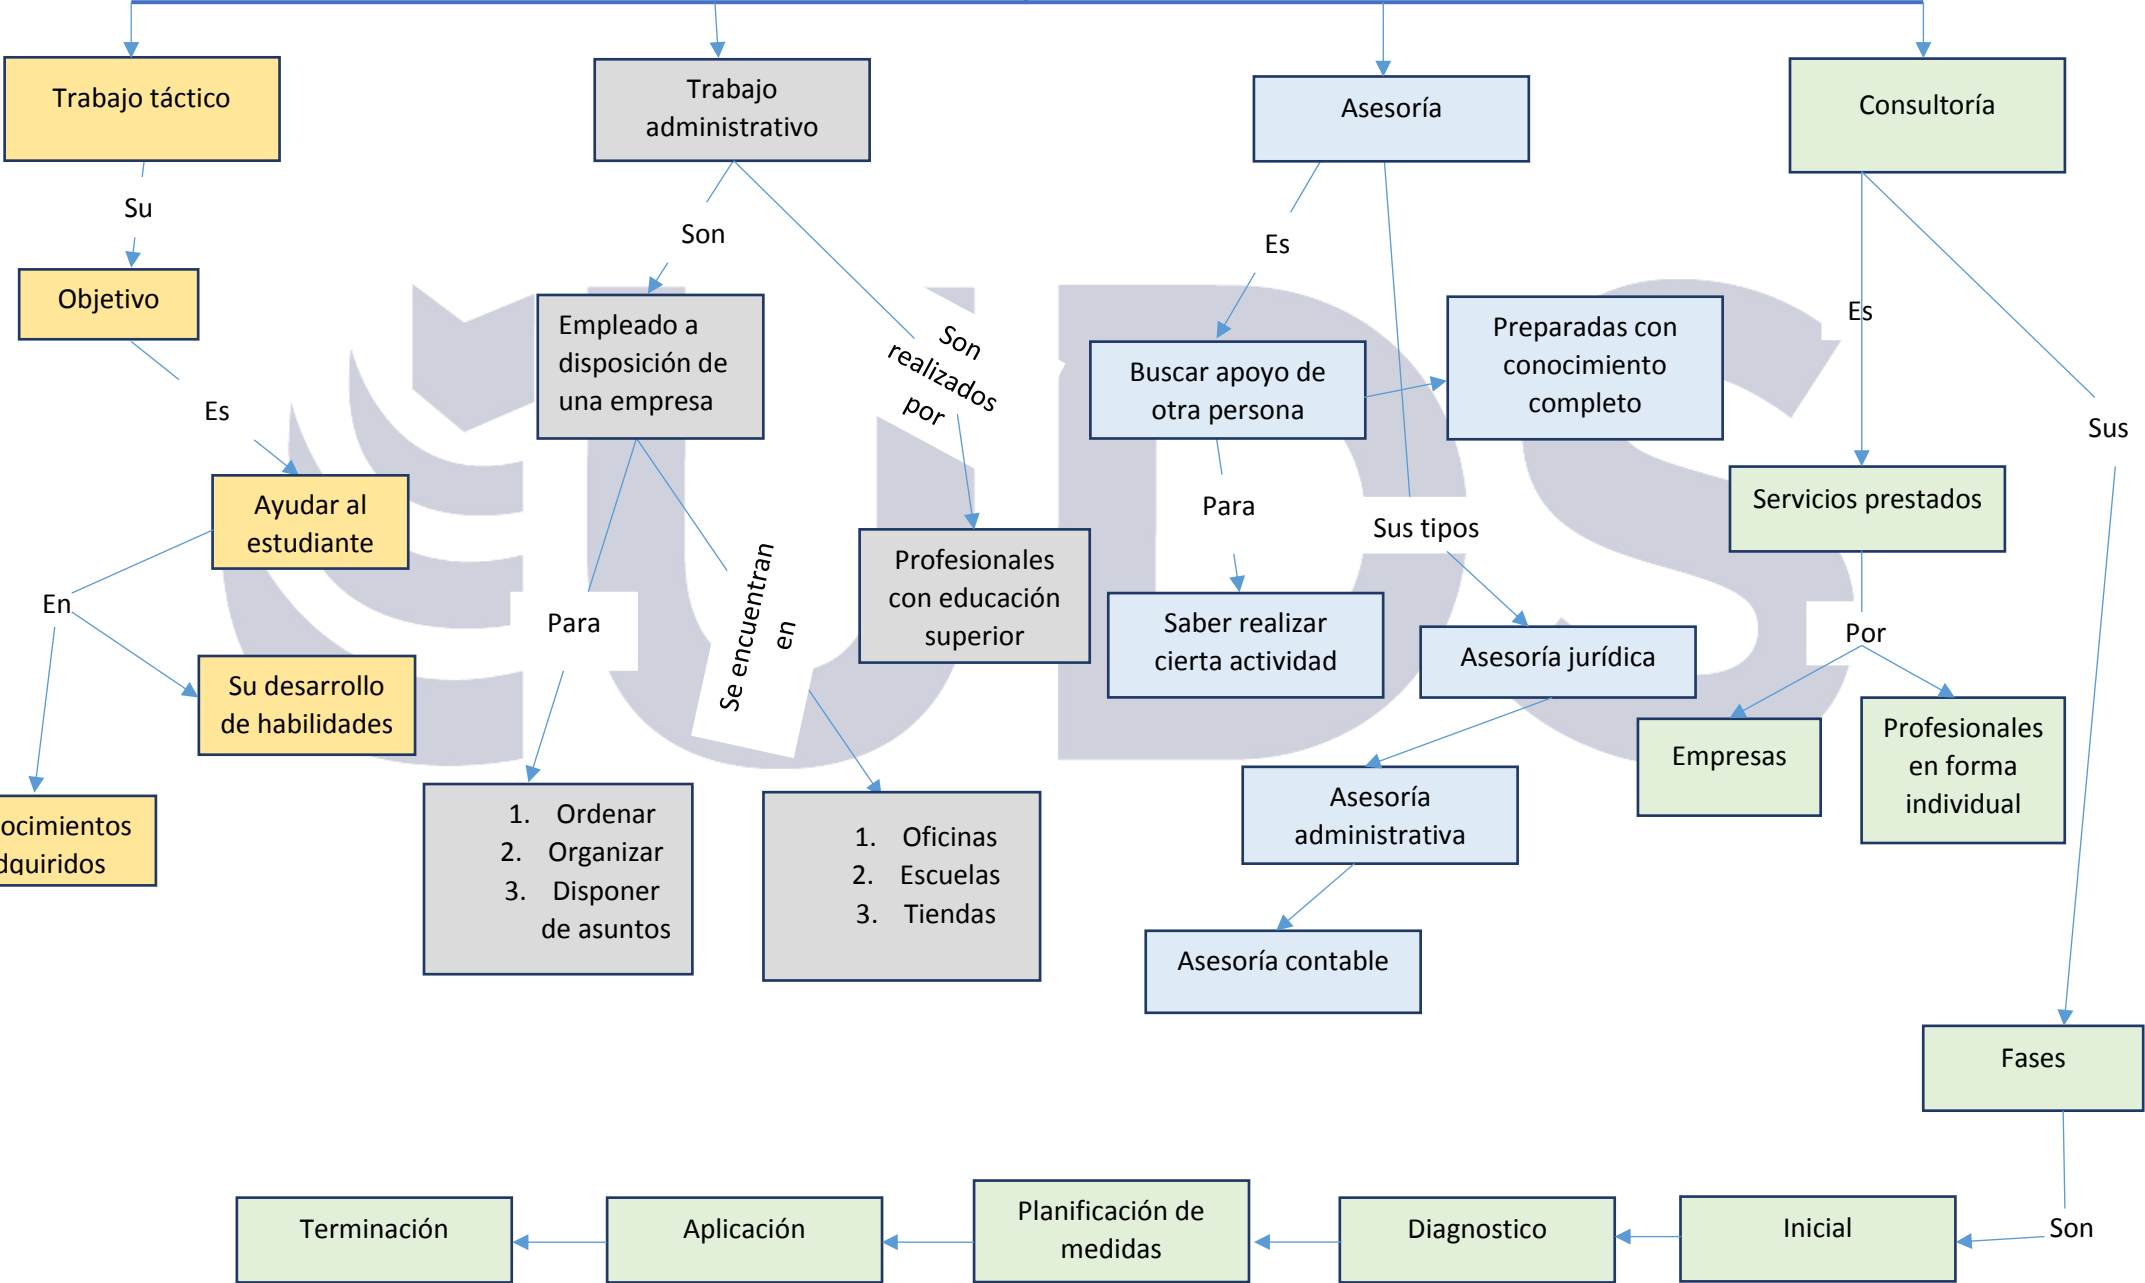 Trabajo táctico
Trabajo
administrativo
Asesoría
Consultoría
Su
Son
Es
Objetivo
Empleado a
disposición de
una empresa
Son
realizados
por
Preparadas con
conocimiento
completo
Es
Buscar apoyo de
otra persona
Es
Sus
Ayudar al
estudiante
Servicios prestados
Para
Sus tipos
Profesionales
con educación
superior
En
Para
Se encuentran
en
Saber realizar
cierta actividad
Asesoría jurídica
Por
Su desarrollo
de habilidades
Empresas
Profesionales
en forma
individual
ocimientos
dquiridos
1. Ordenar
2. Organizar
3. Disponer
de asuntos
1. Oficinas
2. Escuelas
3. Tiendas
Asesoría
administrativa
Asesoría contable
Fases
Terminación
Aplicación
Planificación de
medidas
Diagnostico
Inicial
Son
UDS